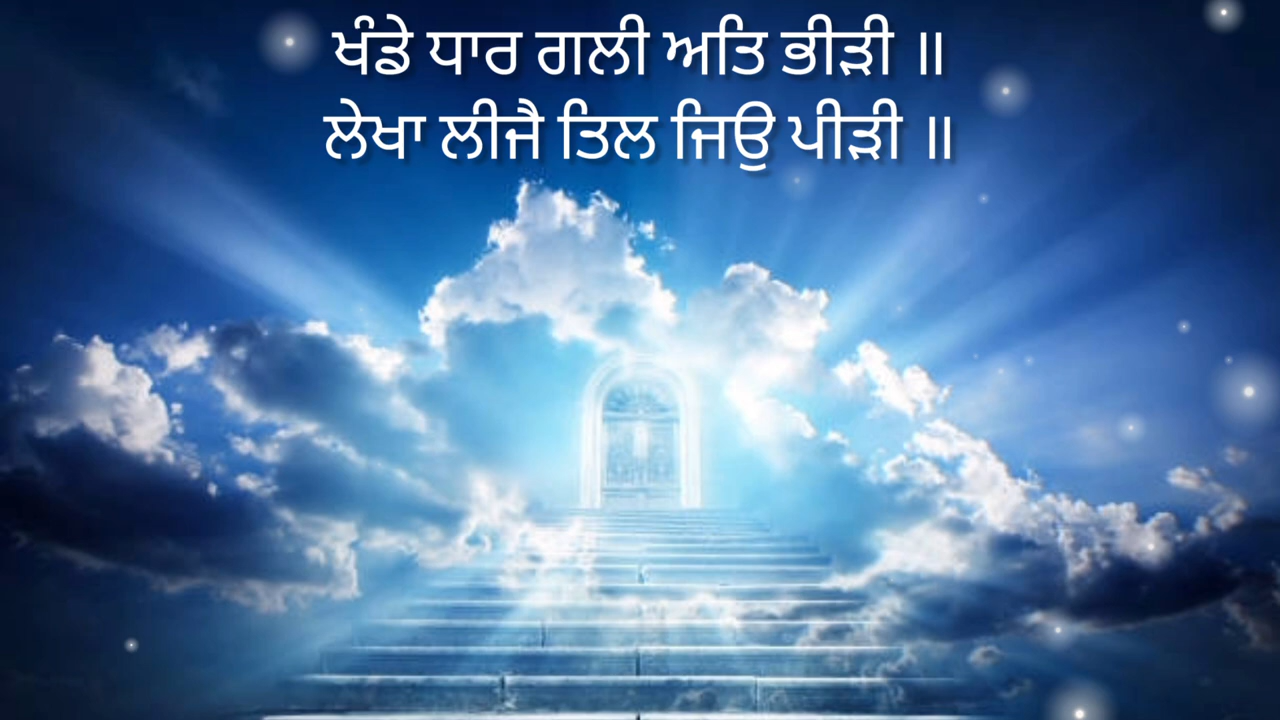 ਖੰਡੇ ਧਾਰ ਗਲੀ ਅਤਿ ਭੀੜੀ ॥
ਲੇਖਾ ਲੀਜੈ ਤਿਲ ਜਿਉ ਪੀੜੀ ॥